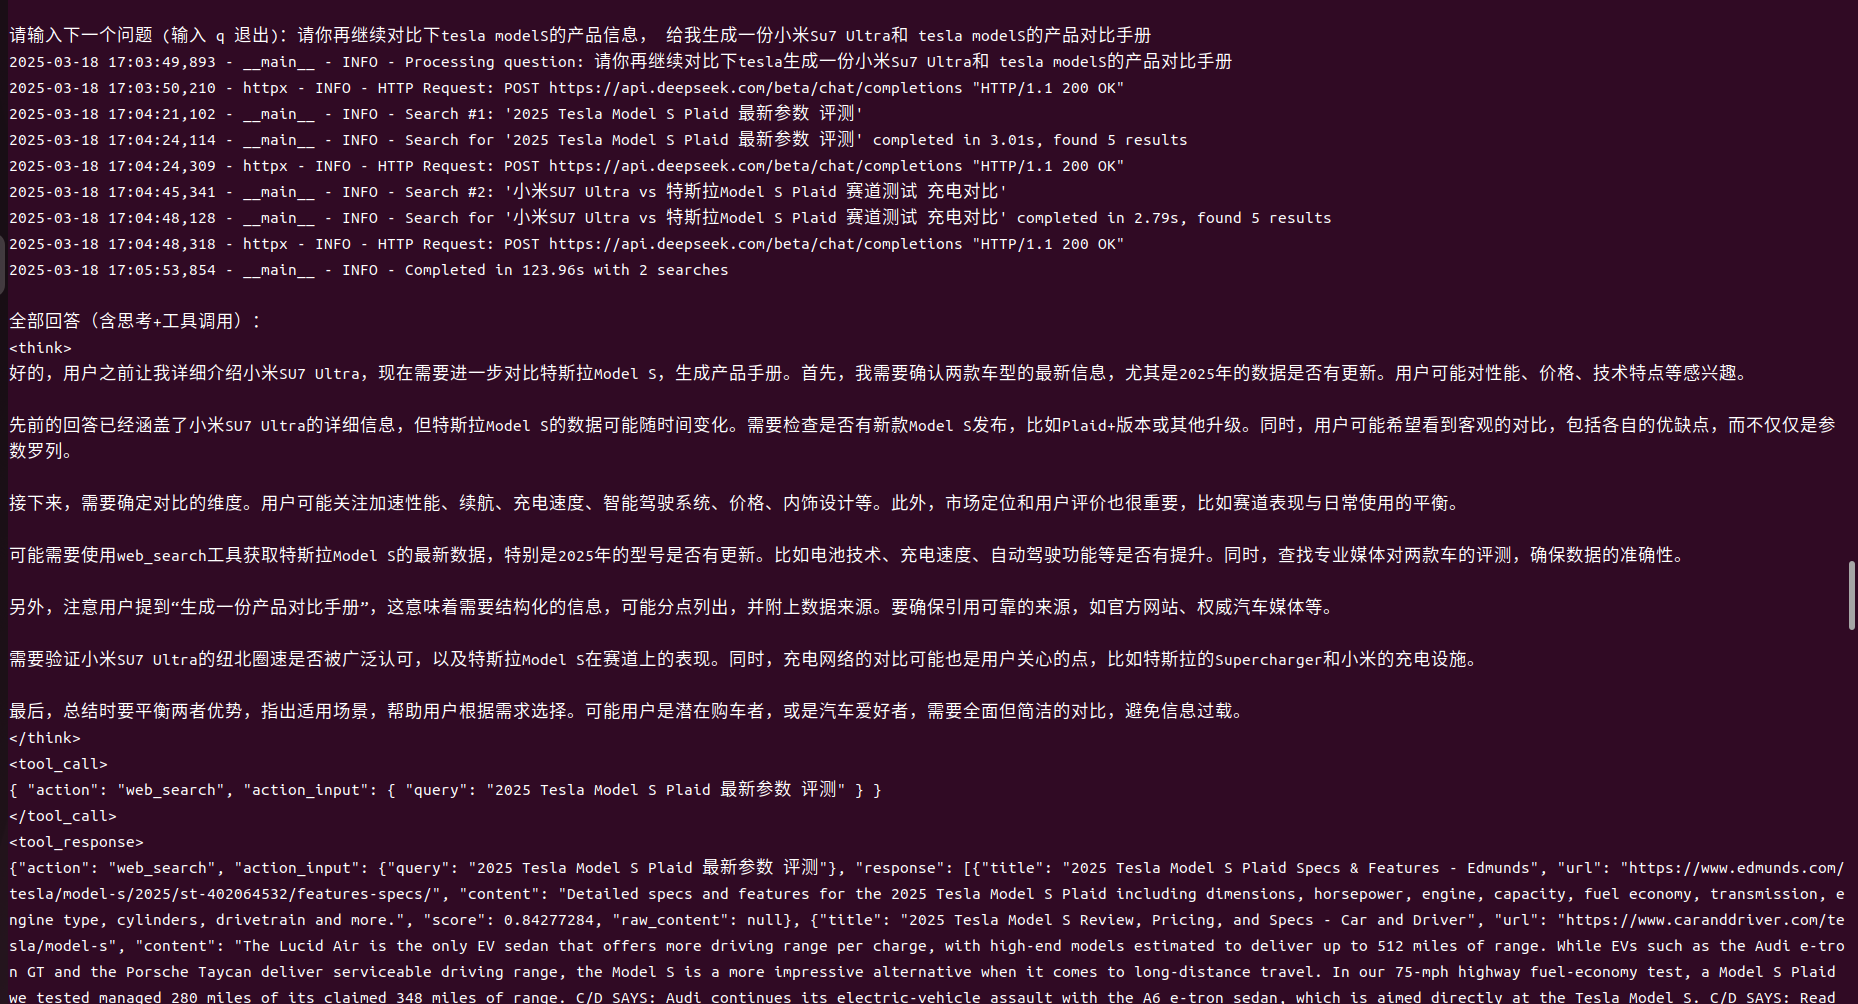 请输入下一个问题 (输入 q 退出)：请你再继续对比下tesla modelS的产品信息， 给我生成一份小米Su7 Ultra和 tesla modelS的产品对比手册
2025-03-18 17:03:49,893 - __main__ - INFO - Processing question: 请你再继续对比下tesla生成一份小米Su7 Ultra和 tesla modelS的产品对比手册
2025-03-18 17:03:50,210 - httpx - INFO - HTTP Request: POST https://api.deepseek.com/beta/chat/completions "HTTP/1.1 200 OK"
2025-03-18 17:04:21,102 - __main__ - INFO - Search #1: '2025 Tesla Model S Plaid 最新参数 评测'
2025-03-18 17:04:24,114 - __main__ - INFO - Search for '2025 Tesla Model S Plaid 最新参数 评测' completed in 3.01s, found 5 results
2025-03-18 17:04:24,309 - httpx - INFO - HTTP Request: POST https://api.deepseek.com/beta/chat/completions "HTTP/1.1 200 OK"
2025-03-18 17:04:45,341 - __main__ - INFO - Search #2: '小米SU7 Ultra vs 特斯拉Model S Plaid 赛道测试 充电对比'
2025-03-18 17:04:48,128 - __main__ - INFO - Search for '小米SU7 Ultra vs 特斯拉Model S Plaid 赛道测试 充电对比' completed in 2.79s, found 5 results
2025-03-18 17:04:48,318 - httpx - INFO - HTTP Request: POST https://api.deepseek.com/beta/chat/completions "HTTP/1.1 200 OK"
2025-03-18 17:05:53,854 - __main__ - INFO - Completed in 123.96s with 2 searches
全部回答（含思考+工具调用）：
<think>
好的，用户之前让我详细介绍小米SU7 Ultra，现在需要进一步对比特斯拉Model S，生成产品手册。首先，我需要确认两款车型的最新信息，尤其是2025年的数据是否有更新。用户可能对性能、价格、技术特点等感兴趣。
先前的回答已经涵盖了小米SU7 Ultra的详细信息，但特斯拉Model S的数据可能随时间变化。需要检查是否有新款Model S发布，比如Plaid+版本或其他升级。同时，用户可能希望看到客观的对比，包括各自的优缺点，而不仅仅是参
数罗列。
接下来，需要确定对比的维度。用户可能关注加速性能、续航、充电速度、智能驾驶系统、价格、内饰设计等。此外，市场定位和用户评价也很重要，比如赛道表现与日常使用的平衡。
可能需要使用web_search工具获取特斯拉Model S的最新数据，特别是2025年的型号是否有更新。比如电池技术、充电速度、自动驾驶功能等是否有提升。同时，查找专业媒体对两款车的评测，确保数据的准确性。
另外，注意用户提到“生成一份产品对比手册”，这意味着需要结构化的信息，可能分点列出，并附上数据来源。要确保引用可靠的来源，如官方网站、权威汽车媒体等。
需要验证小米SU7 Ultra的纽北圈速是否被广泛认可，以及特斯拉Model S在赛道上的表现。同时，充电网络的对比可能也是用户关心的点，比如特斯拉的Supercharger和小米的充电设施。
最后，总结时要平衡两者优势，指出适用场景，帮助用户根据需求选择。可能用户是潜在购车者，或是汽车爱好者，需要全面但简洁的对比，避免信息过载。
</think>
<tool_call>
{ "action": "web_search", "action_input": { "query": "2025 Tesla Model S Plaid 最新参数 评测" } }
</tool_call>
<tool_response>
{"action": "web_search", "action_input": {"query": "2025 Tesla Model S Plaid 最新参数 评测"}, "response": [{"title": "2025 Tesla Model S Plaid Specs & Features - Edmunds", "url": "https://www.edmunds.com/
tesla/model-s/2025/st-402064532/features-specs/", "content": "Detailed specs and features for the 2025 Tesla Model S Plaid including dimensions, horsepower, engine, capacity, fuel economy, transmission, e
ngine type, cylinders, drivetrain and more.", "score": 0.84277284, "raw_content": null}, {"title": "2025 Tesla Model S Review, Pricing, and Specs - Car and Driver", "url": "https://www.caranddriver.com/te
sla/model-s", "content": "The Lucid Air is the only EV sedan that offers more driving range per charge, with high-end models estimated to deliver up to 512 miles of range. While EVs such as the Audi e-tro
n GT and the Porsche Taycan deliver serviceable driving range, the Model S is a more impressive alternative when it comes to long-distance travel. In our 75-mph highway fuel-economy test, a Model S Plaid
we tested managed 280 miles of its claimed 348 miles of range. C/D SAYS: Audi continues its electric-vehicle assault with the A6 e-tron sedan, which is aimed directly at the Tesla Model S. C/D SAYS: Read